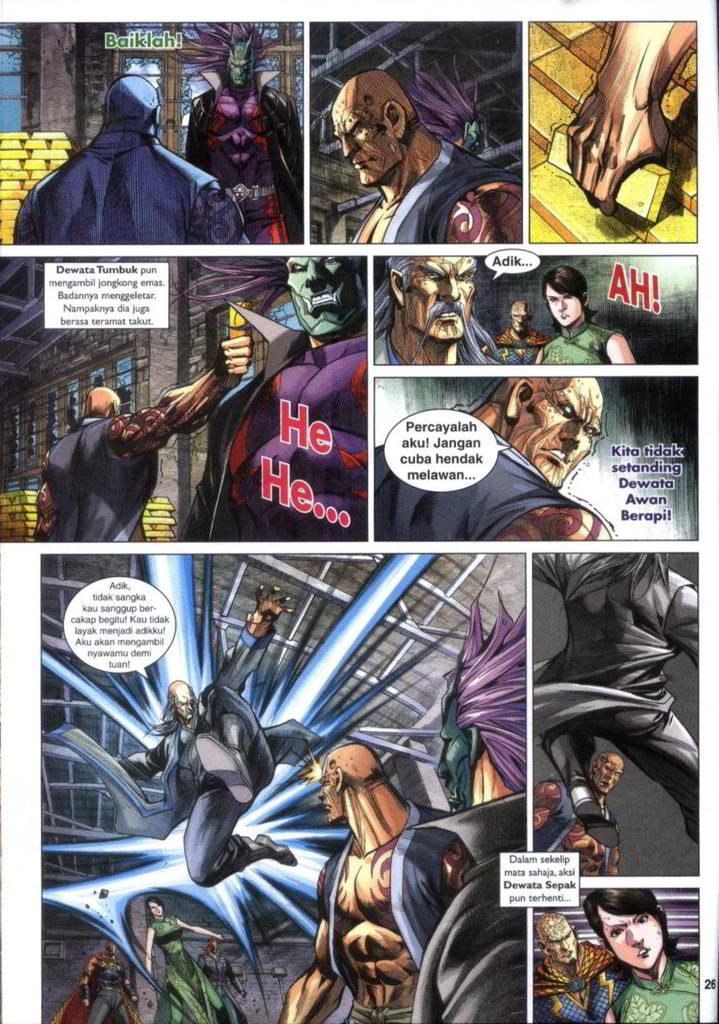 Baiklah!
Dewata Tumbuk pun
mengambil jongkong emas.
Badannya menggeletar.
Nampaknya dia juga
berasa teramat takut.
He
He...
Adik...
AH!
Percayalah
aku! Jangan
cuba hendak
melawan...
Kita tidak
setanding
Dewata
Awan
Berapi!
Adik,
tidak sangka
kau sanggup ber-
cakap begitu! Kau tidak
layak menjadi adikku!
Aku akan mengambil
nyawamu demi
tuan!
Dalam sekelip
mata sahaja, aksi
Dewata Sepak
pun terhenti...
26